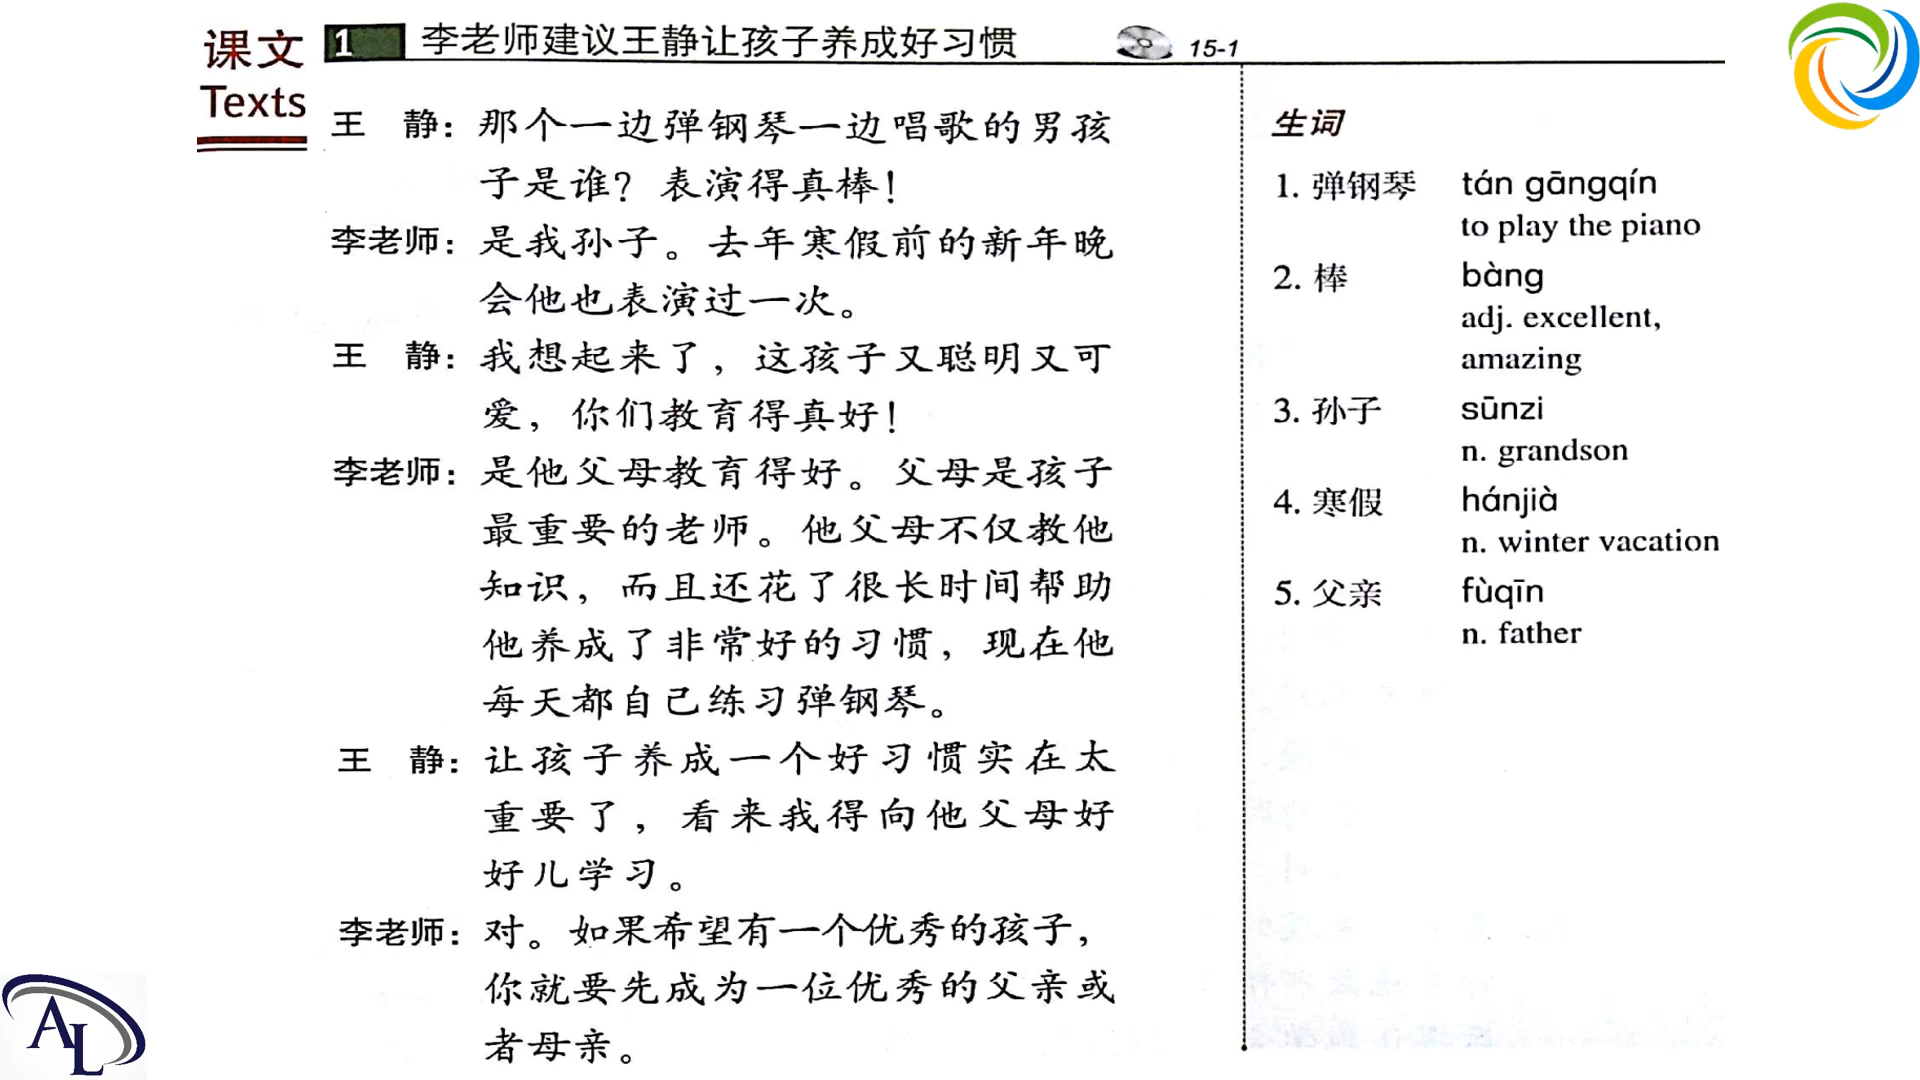 课文
Texts
1 李老师建议王静让孩子养成好习惯 15-1
王 静：那个一边弹钢琴一边唱歌的男孩
子是谁？表演得真棒！
李老师：是我孙子。去年寒假前的新年晚
会他也表演过一次。
王 静：我想起来了，这孩子又聪明又可
爱，你们教育得真好！
李老师：是他父母教育得好。父母是孩子
最重要的老师。他父母不仅教他
知识，而且还花了很长时间帮助
他养成了非常好的习惯，现在他
每天都自己练习弹钢琴。
王 静：让孩子养成一个好习惯实在太
重要了，看来我得向他父母好
好儿学习。
李老师：对。如果希望有一个优秀的孩子，
你就要先成为一位优秀的父亲或
者母亲。
生词
1. 弹钢琴 tán gāngqín
to play the piano
2. 棒 bàng
adj. excellent,
amazing
3. 孙子 sūnzi
n. grandson
4. 寒假 hánjià
n. winter vacation
5. 父亲 fùqīn
n. father
AL